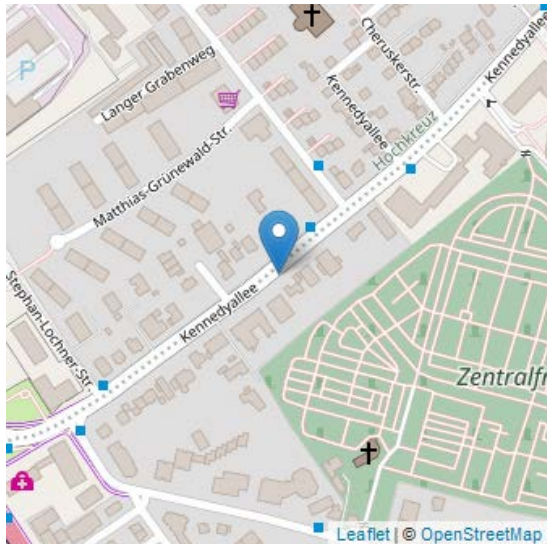 P
Langer Grabenweg
Cheruskerstr.
Kennedyallee
Kennedyallee
Hochkreuz
Matthias-Grünewald-Str.
Stephan-Lochner-Str.
Kennedyallee
Zentralfr
Leaflet | © OpenStreetMap